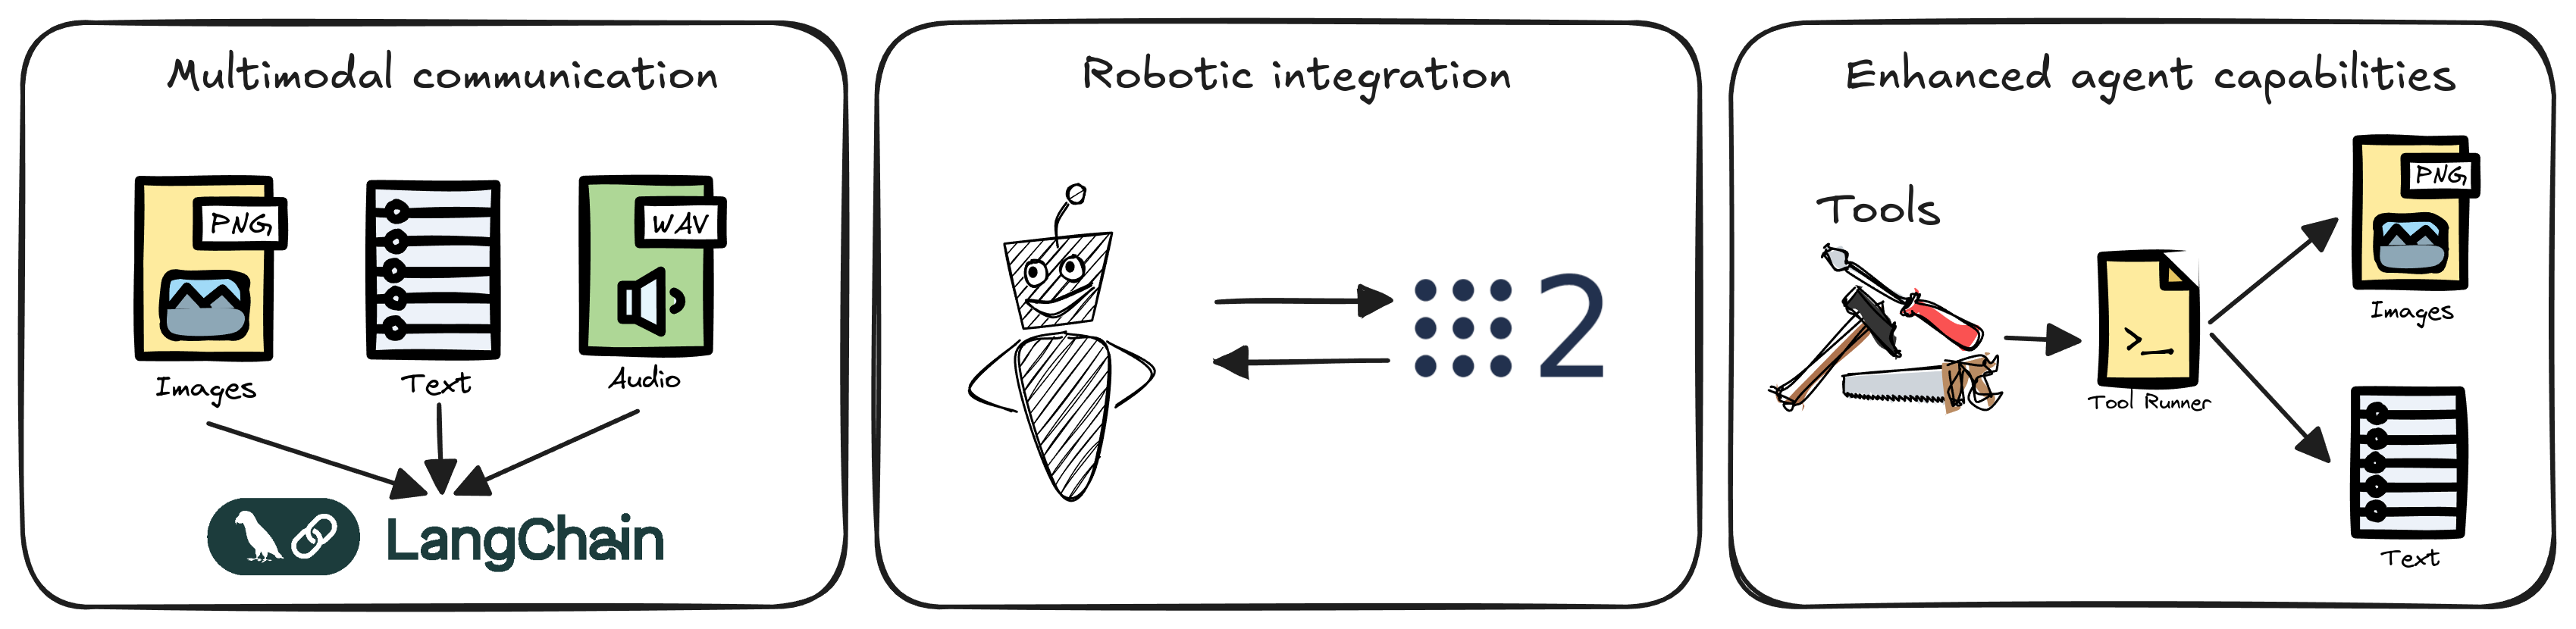 Multimodal communication
PNG
WAV
Images
Text
Audio
LangChain
Robotic integration
2
Enhanced agent capabilities
Tools
Tool Runner
PNG
Images
Text